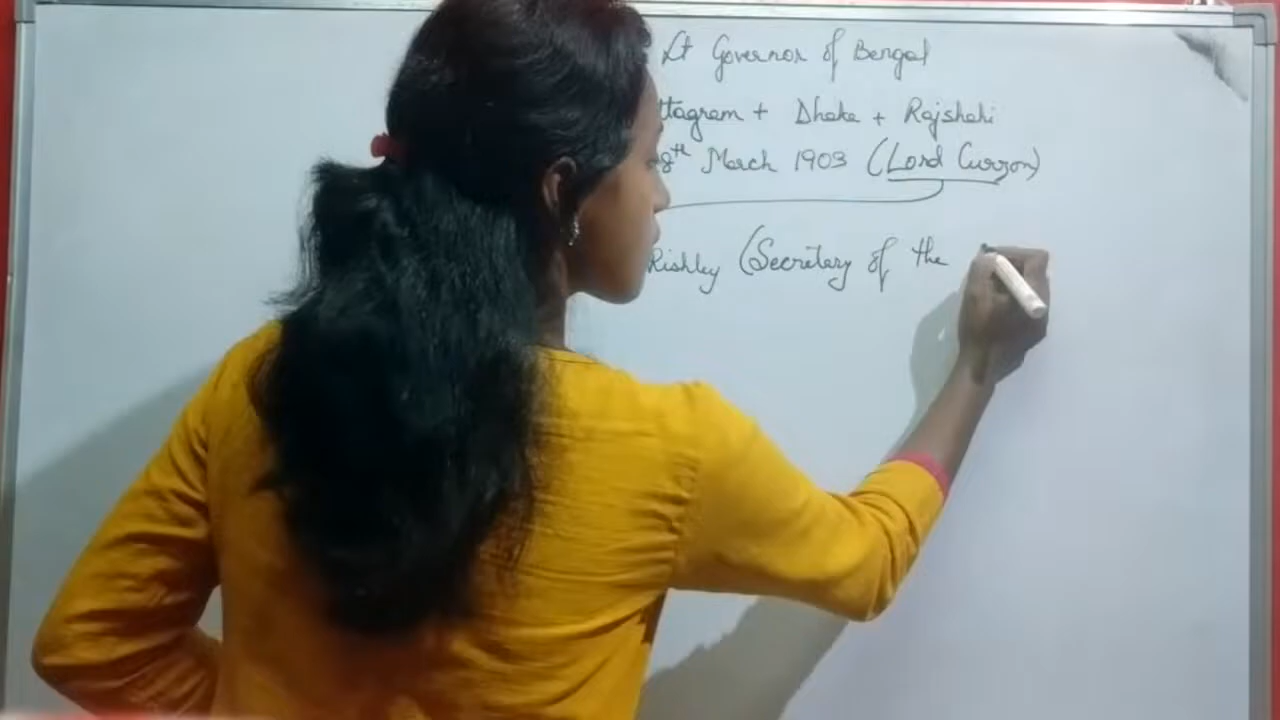 Lt Governor of Bengal
ttagram + Dhaka + Rajshahi
8th March 1903 (Lord Curzon)
Rishley (Secretary of the